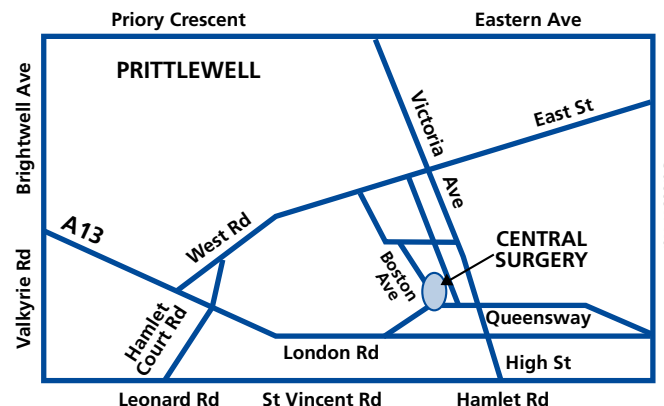 Priory Crescent
Eastern Ave
PRITTLEWELL
Brightwell Ave
Victoria
Ave
East St
A13
West Rd
CENTRAL
SURGERY
Boston
Ave
Valkyrie Rd
Hamlet
Court Rd
Queensway
London Rd
High St
Leonard Rd
St Vincent Rd
Hamlet Rd